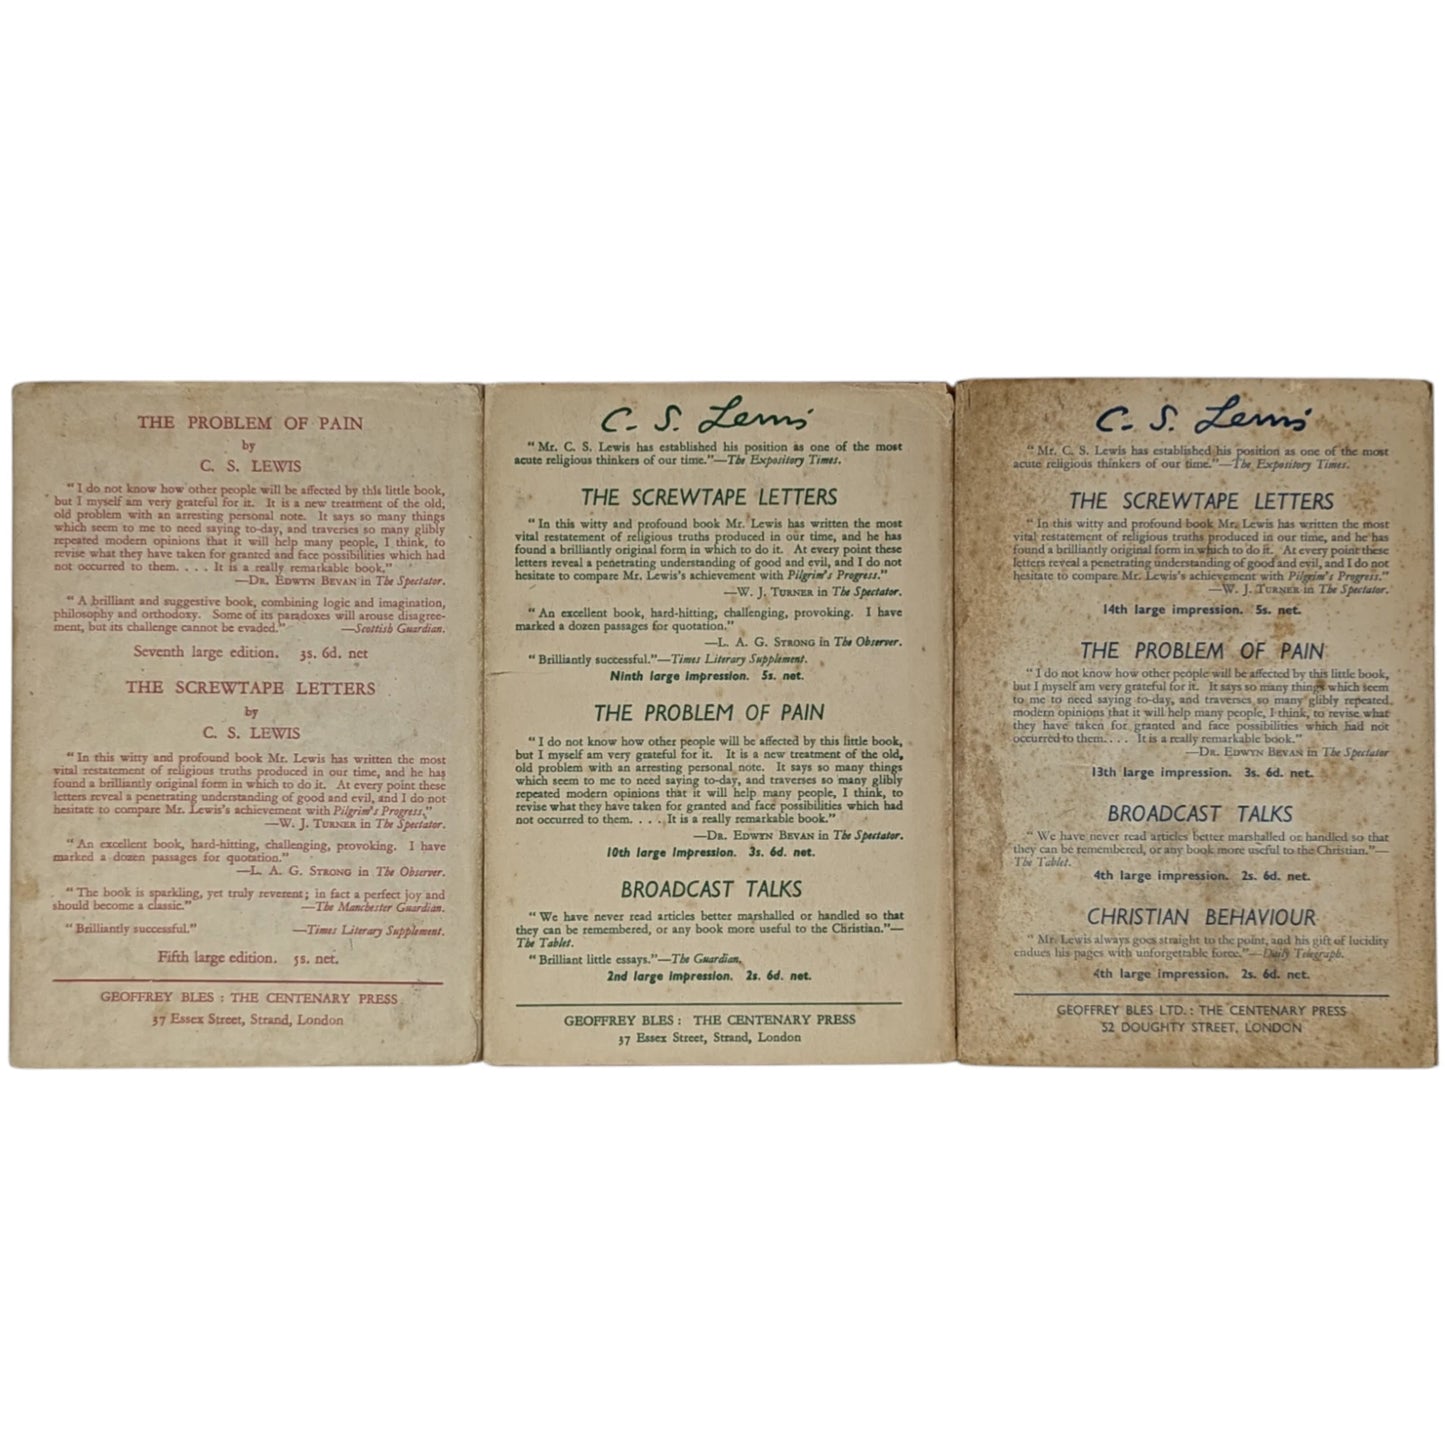 THE PROBLEM OF PAIN
by
C. S. LEWIS
“I do not know how other people will be affected by this little book,
but I myself am very grateful for it. It is a new treatment of the old,
old problem with an arresting personal note. It says so many things
which seem to me to need saying to-day, and traverses so many glibly
repeated modern opinions that it will help many people, I think, to
revise what they have taken for granted and face possibilities which had
not occurred to them. . . . It is a really remarkable book.”
—DR. EDWYN BEVAN in The Spectator.
“A brilliant and suggestive book, combining logic and imagination,
philosophy and orthodoxy. Some of its paradoxes will arouse disagree-
ment, but its challenge cannot be evaded.” —Scottish Guardian.
Seventh large edition. 3s. 6d. net
THE SCREWTAPE LETTERS
by
C. S. LEWIS
“In this witty and profound book Mr. Lewis has written the most
vital restatement of religious truths produced in our time, and he has
found a brilliantly original form in which to do it. At every point these
letters reveal a penetrating understanding of good and evil, and I do not
hesitate to compare Mr. Lewis's achievement with Pilgrim's Progress.”
—W. J. TURNER in The Spectator.
“An excellent book, hard-hitting, challenging, provoking. I have
marked a dozen passages for quotation.”
—L. A. G. STRONG in The Observer.
“The book is sparkling, yet truly reverent; in fact a perfect joy and
should become a classic.” —The Manchester Guardian.
“Brilliantly successful.” —Times Literary Supplement.
Fifth large edition. 5s. net.
GEOFFREY BLES : THE CENTENARY PRESS
37 Essex Street, Strand, London
C. S. Lewis
“Mr. C. S. Lewis has established his position as one of the most
acute religious thinkers of our time.”—The Expository Times.
THE SCREWTAPE LETTERS
“In this witty and profound book Mr. Lewis has written the most
vital restatement of religious truths produced in our time, and he has
found a brilliantly original form in which to do it. At every point these
letters reveal a penetrating understanding of good and evil, and I do not
hesitate to compare Mr. Lewis's achievement with Pilgrim's Progress.”
—W. J. TURNER in The Spectator.
“An excellent book, hard-hitting, challenging, provoking. I have
marked a dozen passages for quotation.”
—L. A. G. STRONG in The Observer.
“Brilliantly successful.”—Times Literary Supplement.
Ninth large impression. 5s. net.
THE PROBLEM OF PAIN
“I do not know how other people will be affected by this little book,
but I myself am very grateful for it. It is a new treatment of the old,
old problem with an arresting personal note. It says so many things
which seem to me to need saying to-day, and traverses so many glibly
repeated modern opinions that it will help many people, I think, to
revise what they have taken for granted and face possibilities which had
not occurred to them. . . . It is a really remarkable book.”
—DR. EDWYN BEVAN in The Spectator.
10th large impression. 3s. 6d. net.
BROADCAST TALKS
“We have never read articles better marshalled or handled so that
they can be remembered, or any book more useful to the Christian.”—
The Tablet.
“Brilliant little essays.”—The Guardian.
2nd large impression. 2s. 6d. net.
GEOFFREY BLES : THE CENTENARY PRESS
37 Essex Street, Strand, London
C. S. Lewis
“Mr. C. S. Lewis has established his position as one of the most
acute religious thinkers of our time.”—The Expository Times.
THE SCREWTAPE LETTERS
“In this witty and profound book Mr. Lewis has written the most
vital restatement of religious truths produced in our time, and he has
found a brilliantly original form in which to do it. At every point these
letters reveal a penetrating understanding of good and evil, and I do not
hesitate to compare Mr. Lewis's achievement with Pilgrim's Progress.”
—W. J. TURNER in The Spectator.
14th large impression. 5s. net.
THE PROBLEM OF PAIN
“I do not know how other people will be affected by this little book,
but I myself am very grateful for it. It says so many things which seem
to me to need saying to-day, and traverses so many glibly repeated
modern opinions that it will help many people, I think, to revise what
they have taken for granted and face possibilities which had not
occurred to them. . . . It is a really remarkable book.”
—DR. EDWYN BEVAN in The Spectator
13th large impression. 3s. 6d. net.
BROADCAST TALKS
“We have never read articles better marshalled or handled so that
they can be remembered, or any book more useful to the Christian.”—
The Tablet.
4th large impression. 2s. 6d. net.
CHRISTIAN BEHAVIOUR
“Mr. Lewis always goes straight to the point, and his gift of lucidity
endues his pages with unforgettable force.”—Daily Telegraph.
4th large impression. 2s. 6d. net.
GEOFFREY BLES LTD. : THE CENTENARY PRESS
52 DOUGHTY STREET, LONDON